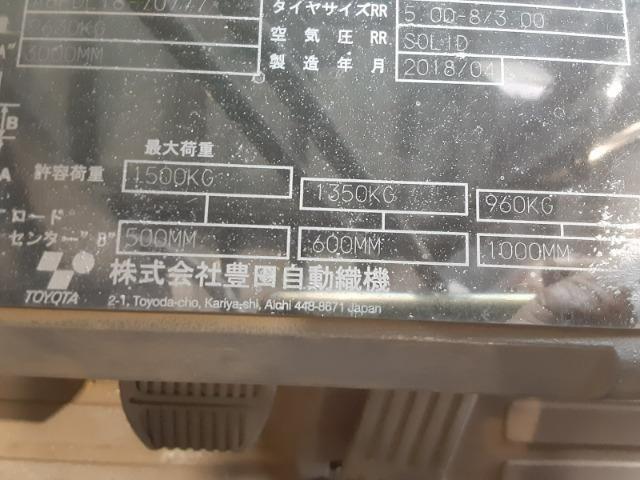 タイヤサイズRR 5.00-8/3.00
2630KG 空気圧 RR SOLID
3000MM 製造年月 2018/04
B
最大荷重
A 許容荷重 1500KG 1350KG 960KG
ロード
センター"B" 500MM 600MM 1000MM
TOYOTA 株式会社豊田自動織機
2-1, Toyoda-cho, Kariya-shi, Aichi 448-8671 Japan